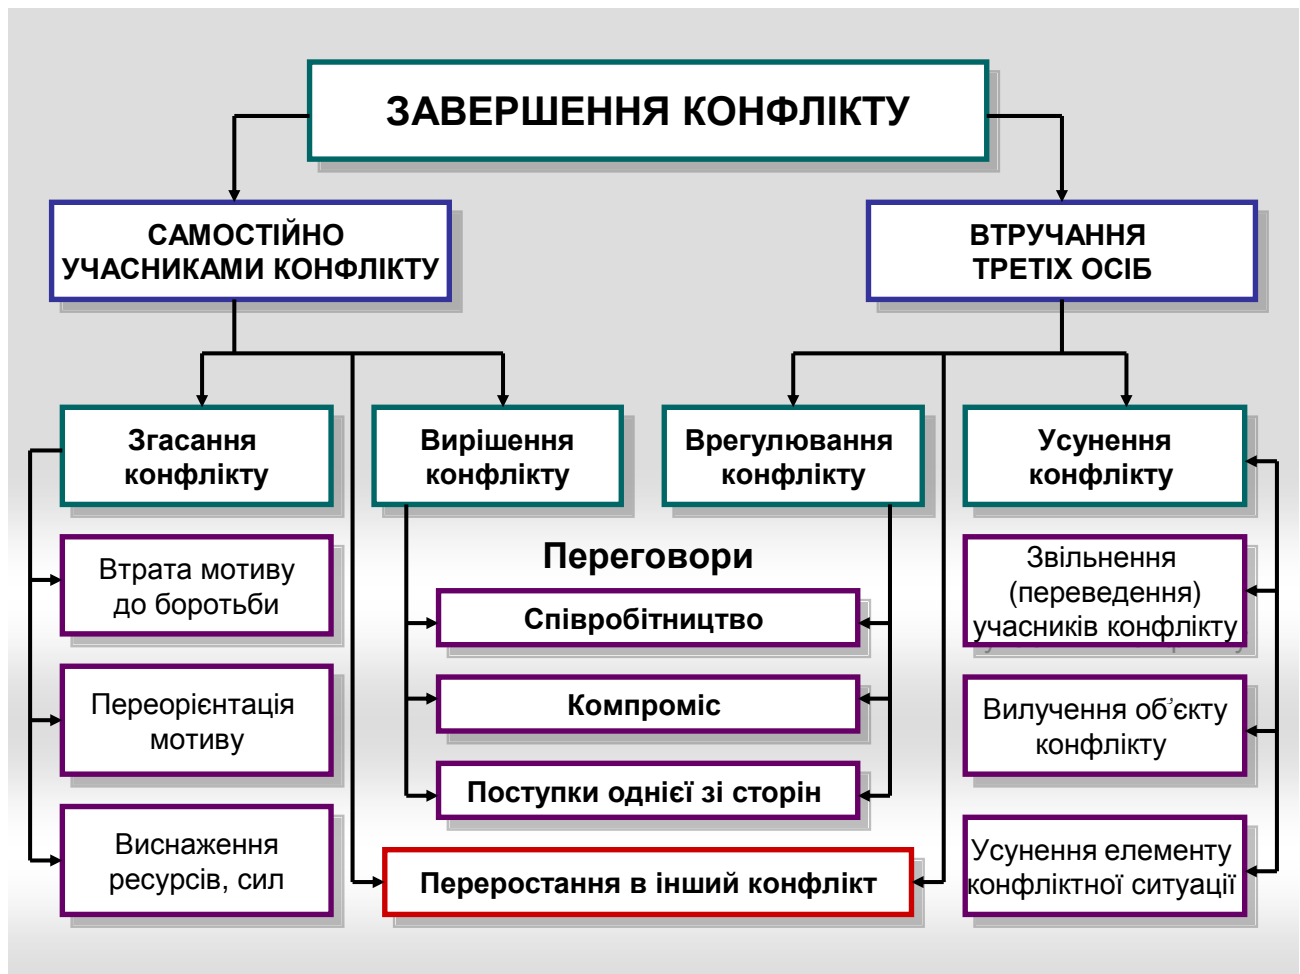 ЗАВЕРШЕННЯ КОНФЛІКТУ
САМОСТІЙНО
УЧАСНИКАМИ КОНФЛІКТУ
ВТРУЧАННЯ
ТРЕТІХ ОСІБ
Згасання
конфлікту
Вирішення
конфлікту
Врегулювання
конфлікту
Усунення
конфлікту
Втрата мотиву
до боротьби
Переорієнтація
мотиву
Виснаження
ресурсів, сил
Переговори
Співробітництво
Компроміс
Поступки однієї зі сторін
Переростання в інший конфлікт
Звільнення
(переведення)
учасників конфлікту
Вилучення об’єкту
конфлікту
Усунення елементу
конфліктної ситуації